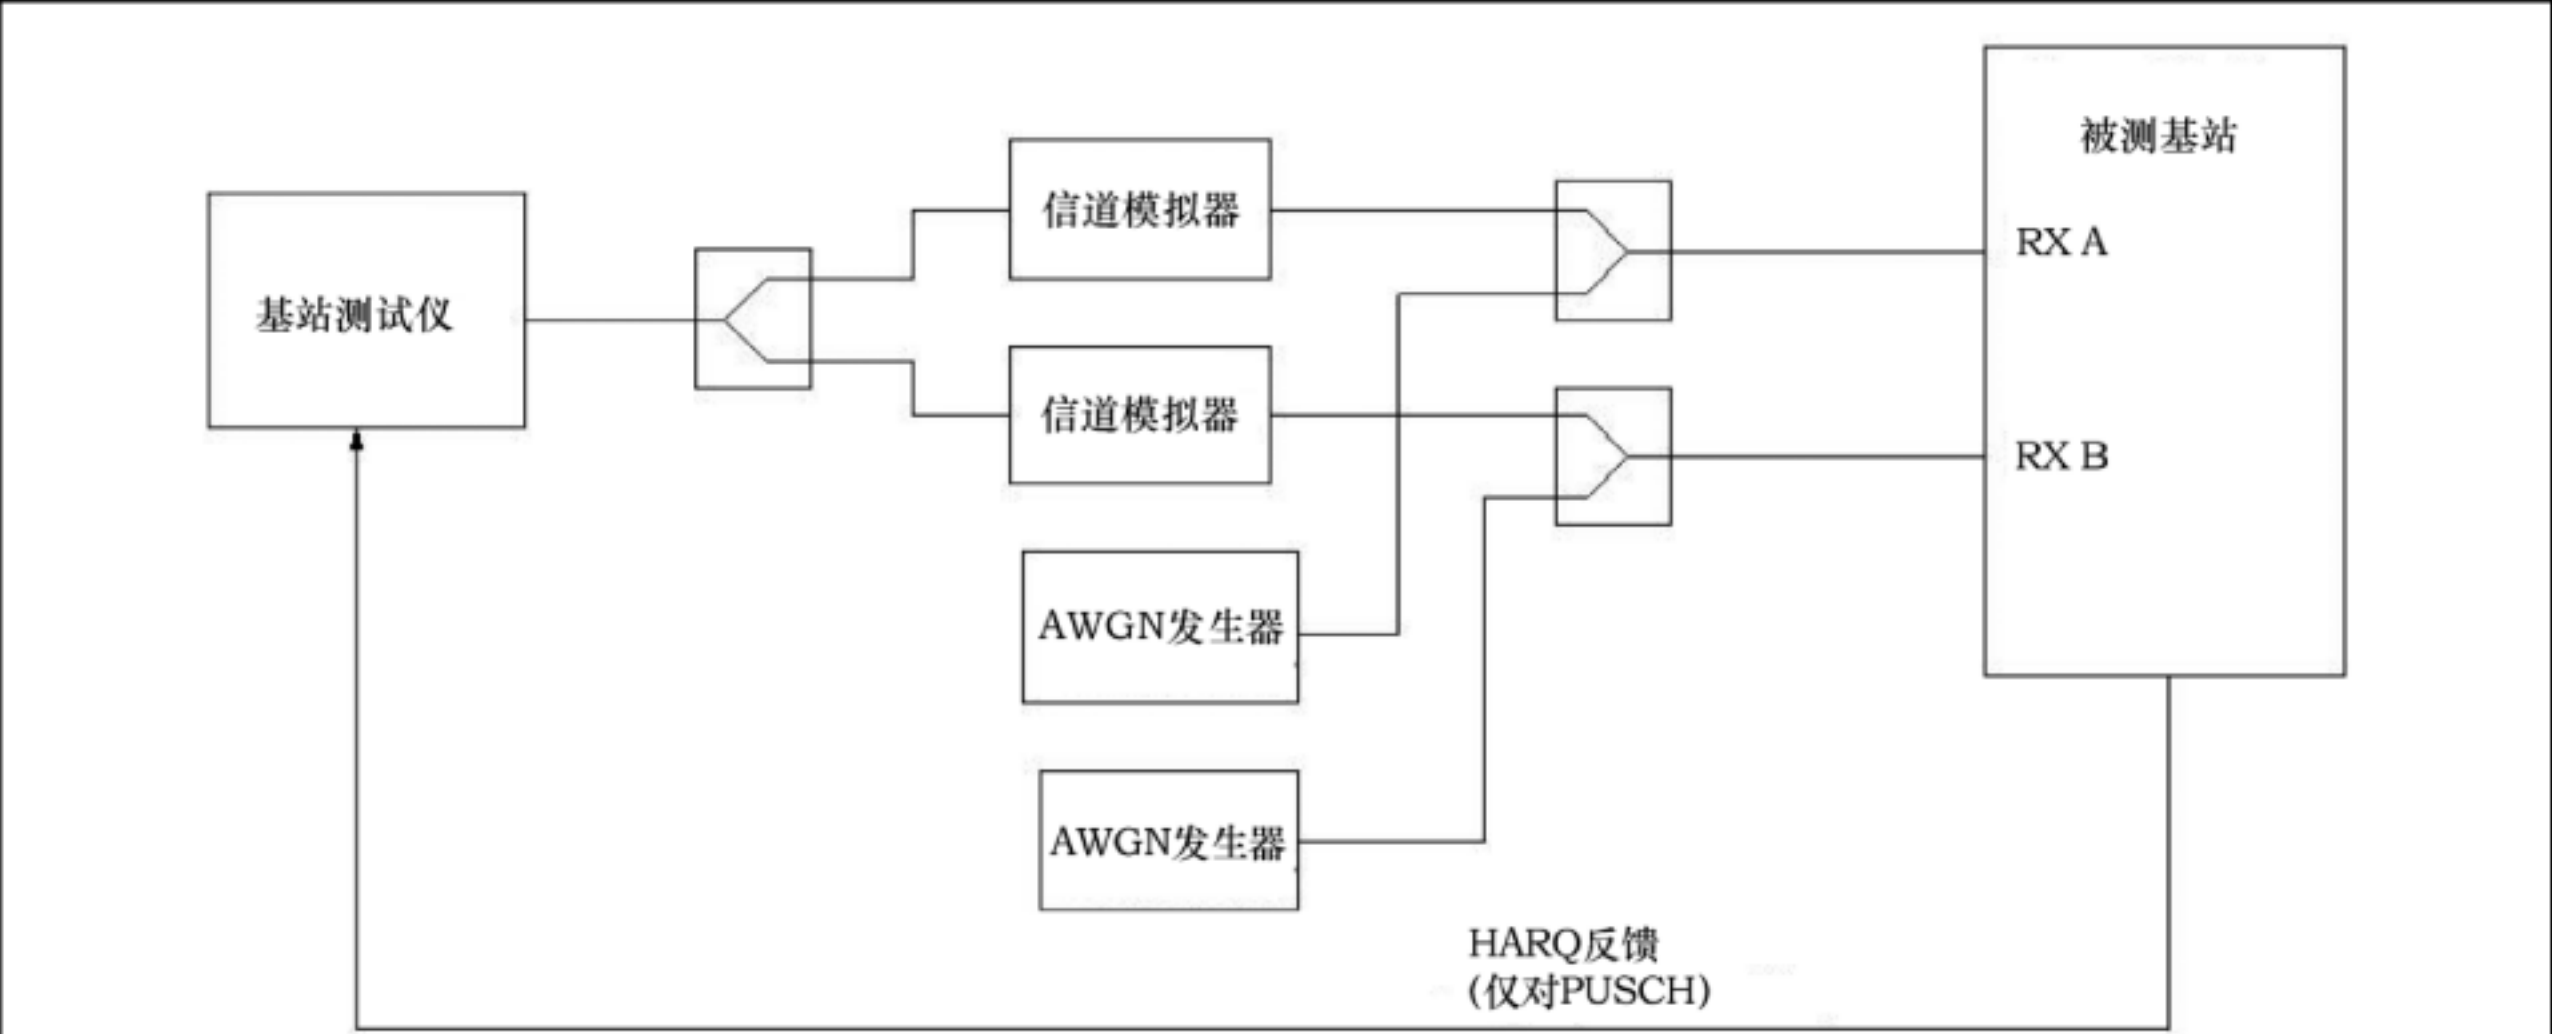 被测基站
信道模拟器
RX A
基站测试仪
信道模拟器
RX B
AWGN发生器
AWGN发生器
HARQ反馈
(仅对PUSCH)